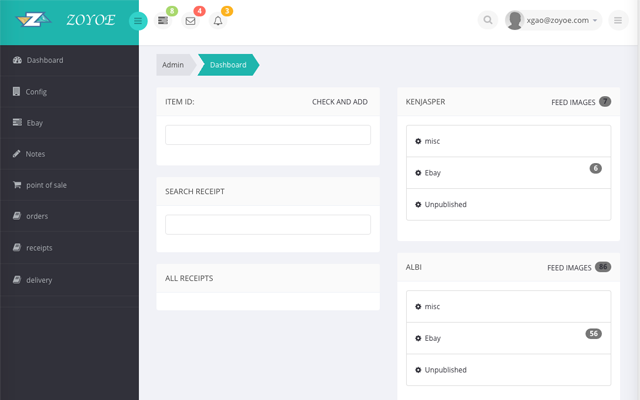 ZOYOE
8
4
3
xgao@zoyoe.com
Dashboard
Config
Ebay
Notes
point of sale
orders
receipts
delivery
Admin
Dashboard
ITEM ID:
CHECK AND ADD
SEARCH RECEIPT
ALL RECEIPTS
KENJASPER
FEED IMAGES 7
misc
Ebay 6
Unpublished
ALBI
FEED IMAGES 86
misc
Ebay 56
Unpublished